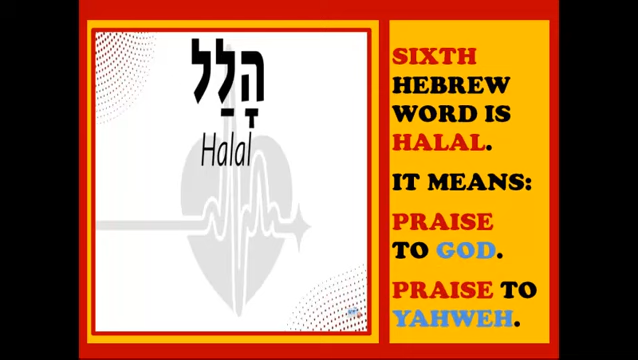 הָלַל
Halal
SIXTH
HEBREW
WORD IS
HALAL.
IT MEANS:
PRAISE
TO GOD.
PRAISE TO
YAHWEH.